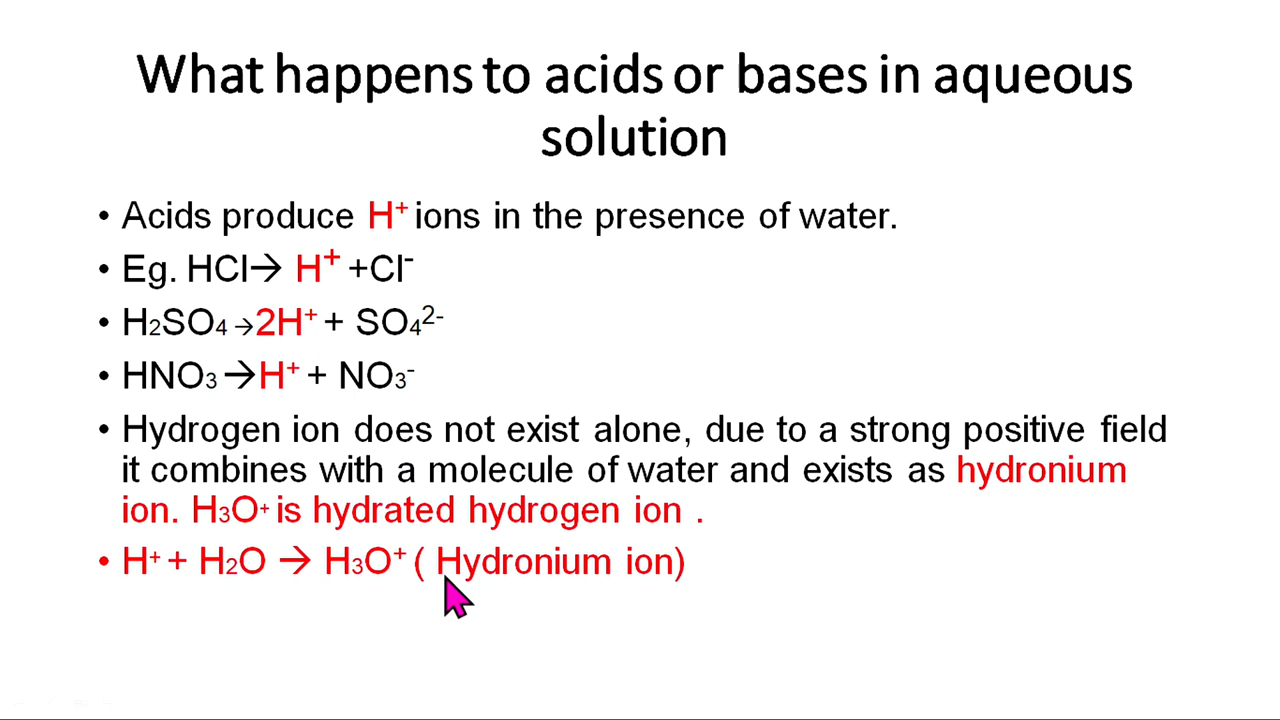 What happens to acids or bases in aqueous
solution
• Acids produce H⁺ ions in the presence of water.
• Eg. HCl→ H⁺ +Cl⁻
• H₂SO₄ →2H⁺ + SO₄²⁻
• HNO₃ →H⁺ + NO₃⁻
• Hydrogen ion does not exist alone, due to a strong positive field
it combines with a molecule of water and exists as hydronium
ion. H₃O⁺ is hydrated hydrogen ion .
• H⁺ + H₂O → H₃O⁺ ( Hydronium ion)